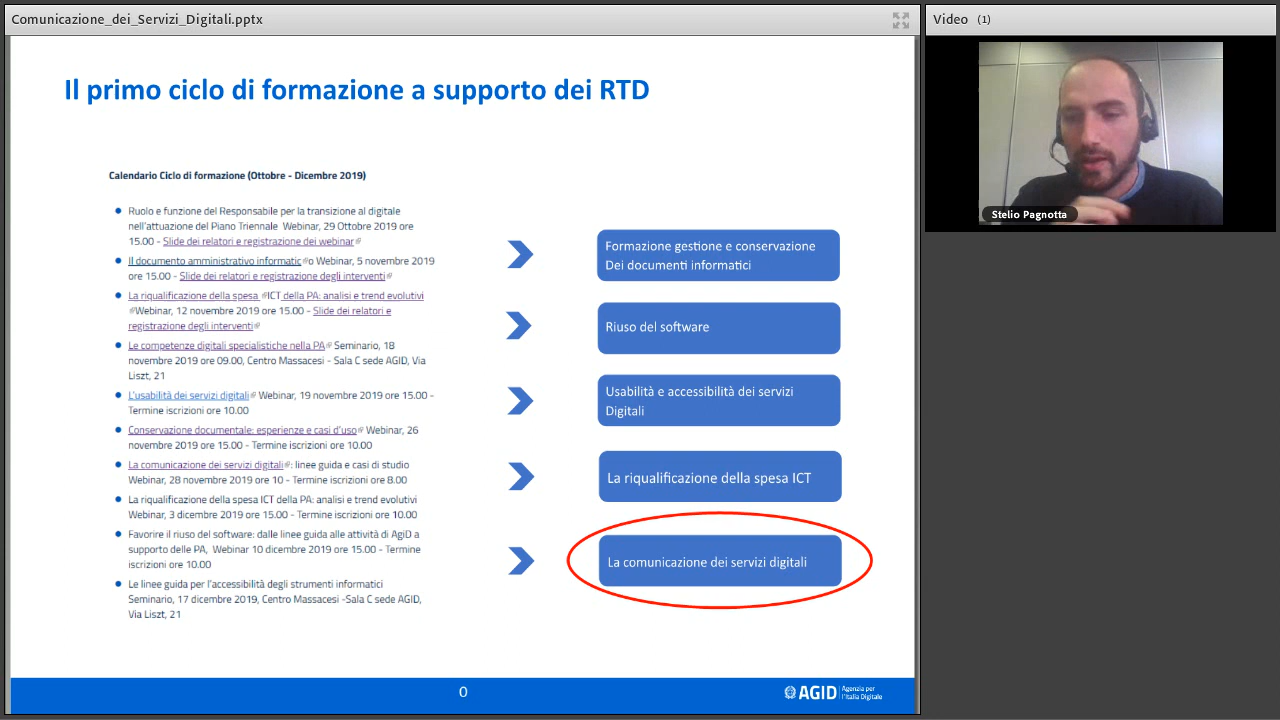 Comunicazione_dei_Servizi_Digitali.pptx
Video (1)
Stelio Pagnotta
Il primo ciclo di formazione a supporto dei RTD
Calendario Ciclo di formazione (Ottobre - Dicembre 2019)
Ruolo e funzione del Responsabile per la transizione al digitale
nell'attuazione del Piano Triennale Webinar, 29 Ottobre 2019 ore
15.00 - Slide dei relatori e registrazione dei webinar
Il documento amministrativo informatico Webinar, 5 novembre 2019
ore 15.00 - Slide dei relatori e registrazione degli interventi
La riqualificazione della spesa ICT della PA: analisi e trend evolutivi
Webinar, 12 novembre 2019 ore 15.00 - Slide dei relatori e
registrazione degli interventi
Le competenze digitali specialistiche nella PA Seminario, 18
novembre 2019 ore 09.00, Centro Massacesi - Sala C sede AGID, Via
Liszt, 21
L'usabilità dei servizi digitali Webinar, 19 novembre 2019 ore 15.00 -
Termine iscrizioni ore 10.00
Conservazione documentale: esperienze e casi d'uso Webinar, 26
novembre 2019 ore 15.00 - Termine iscrizioni ore 10.00
La comunicazione dei servizi digitali: linee guida e casi di studio
Webinar, 28 novembre 2019 ore 10 - Termine iscrizioni ore 8.00
La riqualificazione della spesa ICT della PA: analisi e trend evolutivi
Webinar, 3 dicembre 2019 ore 15.00 - Termine iscrizioni ore 10.00
Favorire il riuso del software: dalle linee guida alle attività di AgiD a
supporto delle PA, Webinar 10 dicembre 2019 ore 15.00 - Termine
iscrizioni ore 10.00
Le linee guida per l'accessibilità degli strumenti informatici
Seminario, 17 dicembre 2019, Centro Massacesi -Sala C sede AGID,
Via Liszt, 21
Formazione gestione e conservazione
Dei documenti informatici
Riuso del software
Usabilità e accessibilità dei servizi
Digitali
La riqualificazione della spesa ICT
La comunicazione dei servizi digitali
0
AGID Agenzia per
l'Italia Digitale